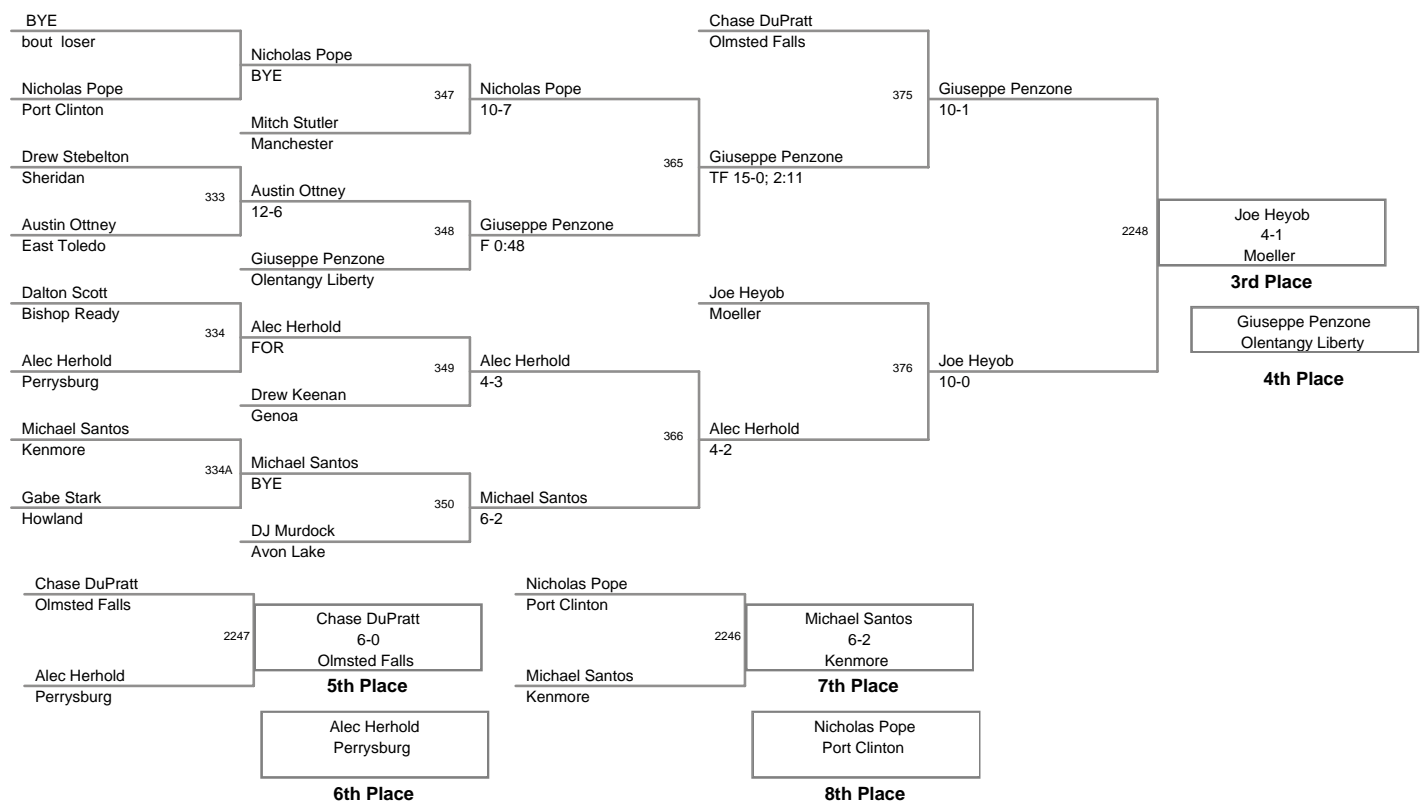 BYE
bout  loser
Nicholas Pope
Port Clinton
Drew Stebelton
Sheridan
333
Austin Ottney
East Toledo
Dalton Scott
Bishop Ready
334
Alec Herhold
Perrysburg
Michael Santos
Kenmore
334A
Gabe Stark
Howland
Nicholas Pope
BYE
347
Mitch Stutler
Manchester
Austin Ottney
12-6
348
Giuseppe Penzone
Olentangy Liberty
Alec Herhold
FOR
349
Drew Keenan
Genoa
Michael Santos
BYE
350
DJ Murdock
Avon Lake
Nicholas Pope
10-7
365
Giuseppe Penzone
F 0:48
Alec Herhold
4-3
366
Michael Santos
6-2
Chase DuPratt
Olmsted Falls
375
Giuseppe Penzone
TF 15-0; 2:11
Joe Heyob
Moeller
376
Alec Herhold
4-2
Giuseppe Penzone
10-1
2248
Joe Heyob
10-0
Joe Heyob
4-1
Moeller
3rd Place
Giuseppe Penzone
Olentangy Liberty
4th Place
Chase DuPratt
Olmsted Falls
2247
Alec Herhold
Perrysburg
Chase DuPratt
6-0
Olmsted Falls
5th Place
Alec Herhold
Perrysburg
6th Place
Nicholas Pope
Port Clinton
2246
Michael Santos
Kenmore
Michael Santos
6-2
Kenmore
7th Place
Nicholas Pope
Port Clinton
8th Place